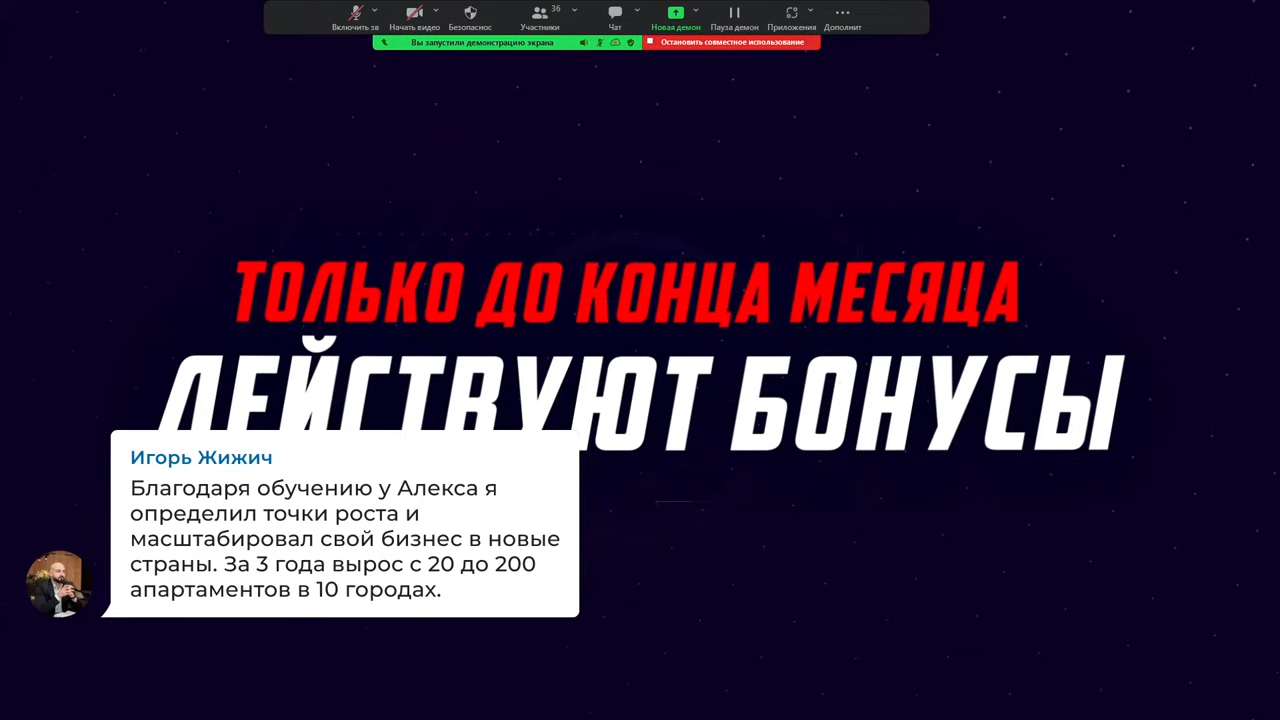 36
Включить зв
Начать видео
Безопаснос
Участники
Чат
Новая демон
Пауза демон
Приложения
Дополнит
Вы запустили демонстрацию экрана
Остановить совместное использование
ТОЛЬКО ДО КОНЦА МЕСЯЦА
ДЕЙСТВУЮТ БОНУСЫ
Игорь Жижич
Благодаря обучению у Алекса я
определил точки роста и
масштабировал свой бизнес в новые
страны. За 3 года вырос с 20 до 200
апартаментов в 10 городах.